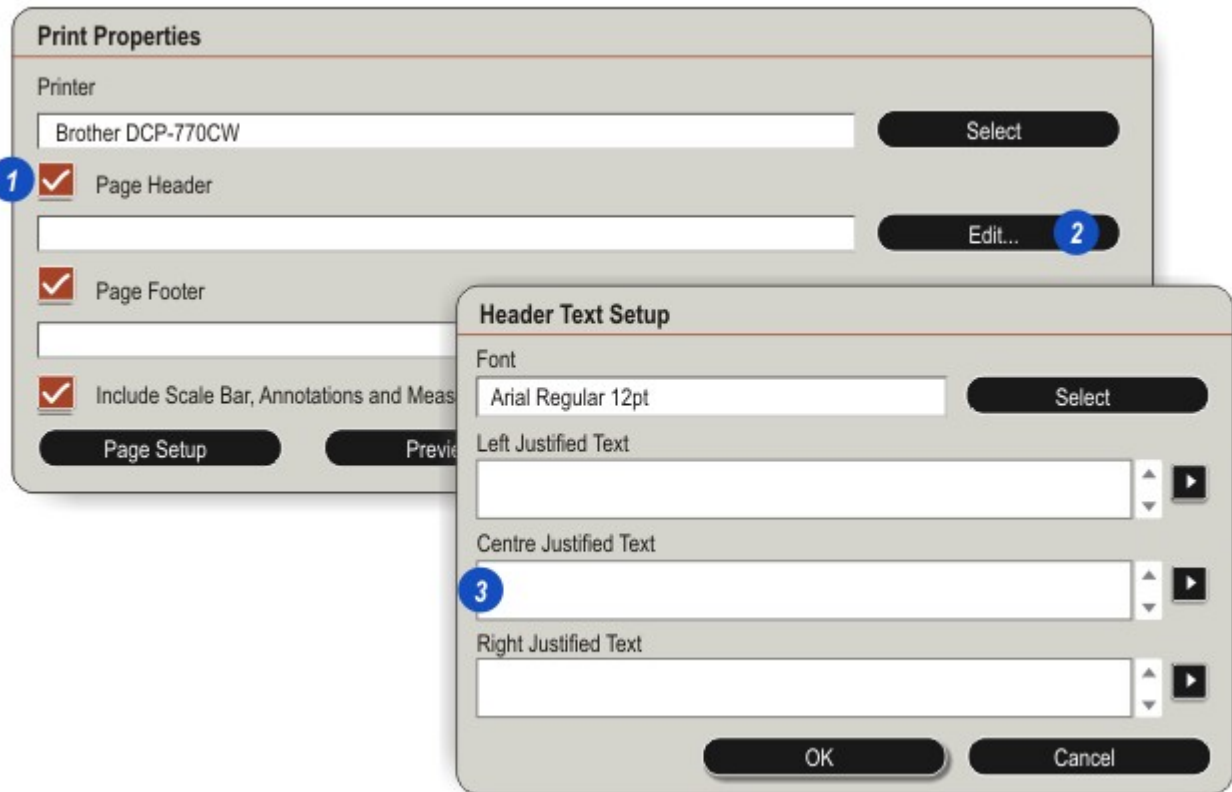 Print Properties
Printer
Brother DCP-770CW
Select
1
Page Header
Edit...
2
Page Footer
Include Scale Bar, Annotations and
Page Setup
Header Text Setup
Font
Arial Regular 12pt
Select
Left Justified Text
Centre Justified Text
3
Right Justified Text
OK
Cancel